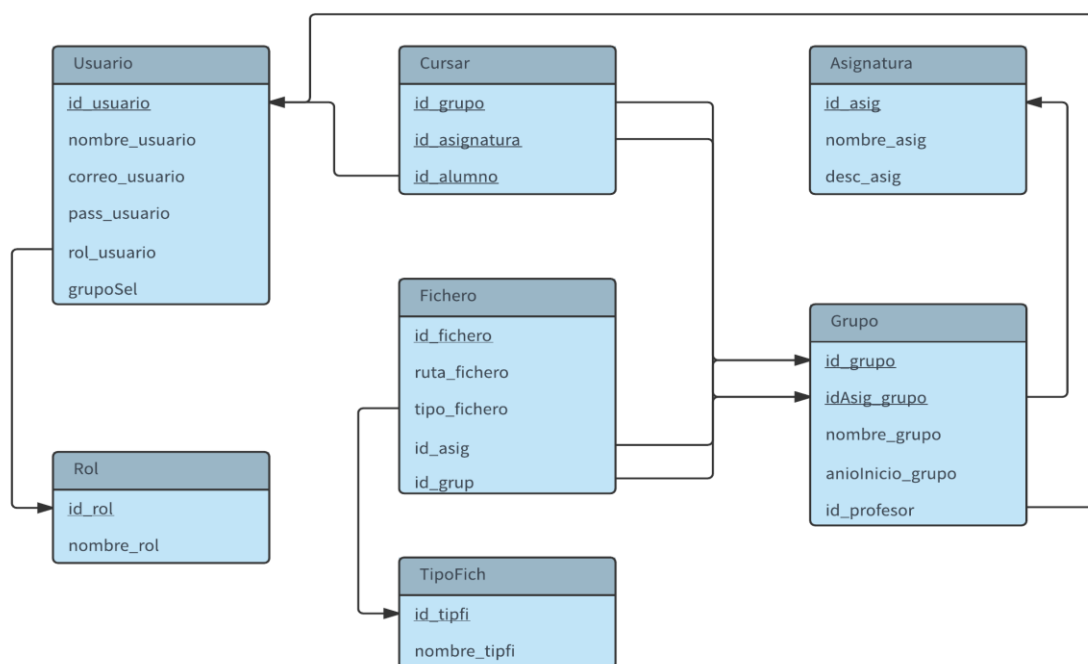 Usuario
id_usuario
nombre_usuario
correo_usuario
pass_usuario
rol_usuario
grupoSel
Cursar
id_grupo
id_asignatura
id_alumno
Asignatura
id_asig
nombre_asig
desc_asig
Fichero
id_fichero
ruta_fichero
tipo_fichero
id_asig
id_grup
Grupo
id_grupo
idAsig_grupo
nombre_grupo
anioInicio_grupo
id_profesor
Rol
id_rol
nombre_rol
TipoFich
id_tipfi
nombre_tipfi